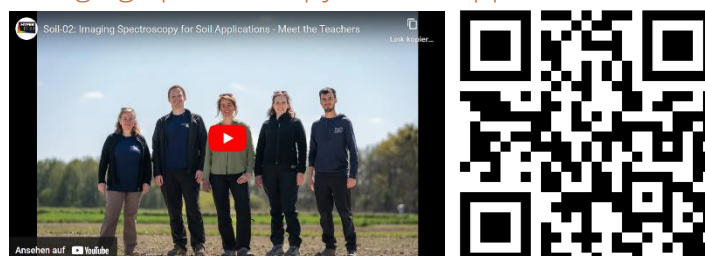 Soil-02: Imaging Spectroscopy for Soil Applications - Meet the Teachers
Link kopier...
Ansehen auf YouTube